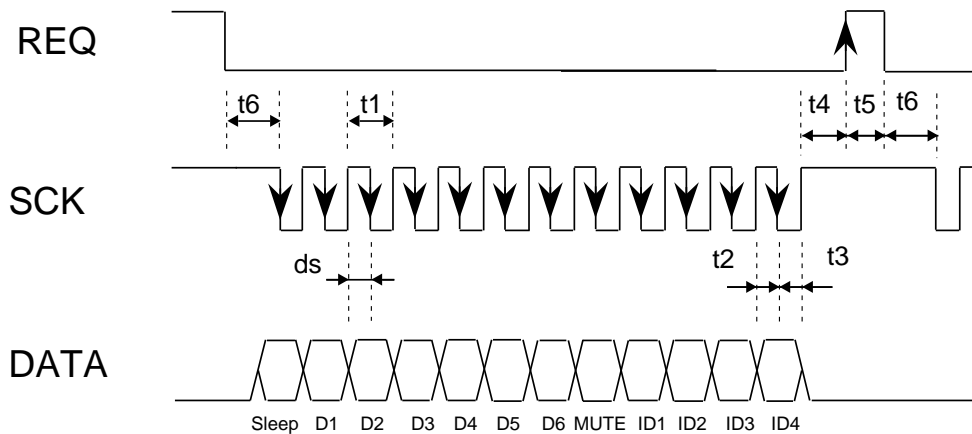 REQ
t6 t1 t4 t5 t6
SCK
ds t2 t3
DATA
Sleep D1 D2 D3 D4 D5 D6 MUTE ID1 ID2 ID3 ID4